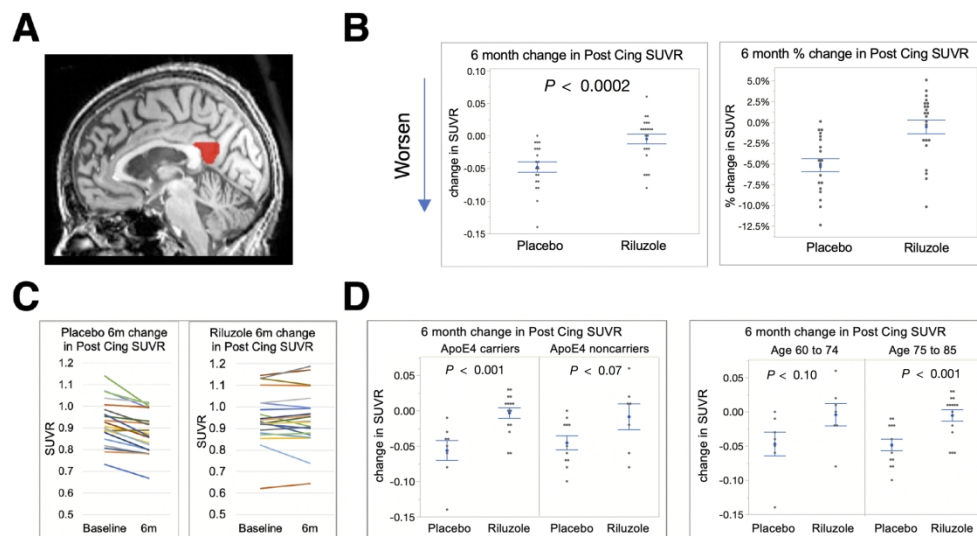 A
B
6 month change in Post Cing SUVR
P < 0.0002
Worsen
change in SUVR
0.10
0.05
0.00
-0.05
-0.10
-0.15
Placebo
Riluzole
6 month % change in Post Cing SUVR
% change in SUVR
5.0%
2.5%
0.0%
-2.5%
-5.0%
-7.5%
-10.0%
-12.5%
Placebo
Riluzole
C
Placebo 6m change
in Post Cing SUVR
SUVR
1.2
1.1
1.0
0.9
0.8
0.7
0.6
0.5
Baseline
6m
Riluzole 6m change
in Post Cing SUVR
SUVR
1.2
1.1
1.0
0.9
0.8
0.7
0.6
0.5
Baseline
6m
D
6 month change in Post Cing SUVR
ApoE4 carriers
ApoE4 noncarriers
P < 0.001
P < 0.07
change in SUVR
0.05
0.00
-0.05
-0.10
-0.15
Placebo
Riluzole
Placebo
Riluzole
6 month change in Post Cing SUVR
Age 60 to 74
Age 75 to 85
P < 0.10
P < 0.001
change in SUVR
0.05
0.00
-0.05
-0.10
-0.15
Placebo
Riluzole
Placebo
Riluzole